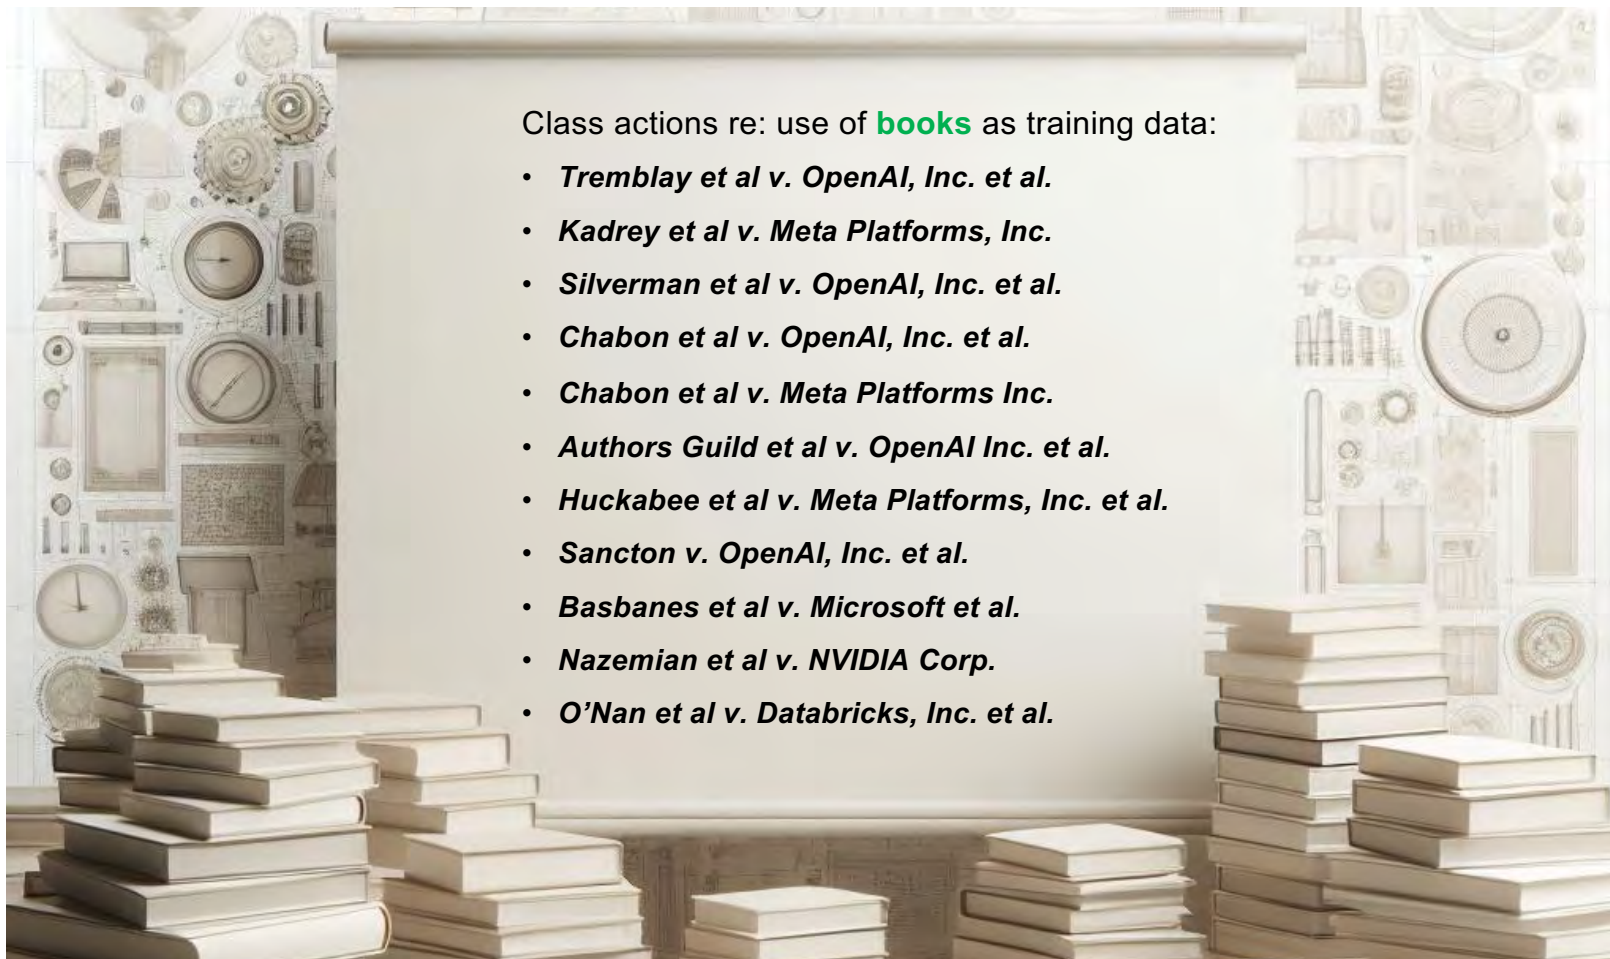 Class actions re: use of books as training data:
• Tremblay et al v. OpenAI, Inc. et al.
• Kadrey et al v. Meta Platforms, Inc.
• Silverman et al v. OpenAI, Inc. et al.
• Chabon et al v. OpenAI, Inc. et al.
• Chabon et al v. Meta Platforms Inc.
• Authors Guild et al v. OpenAI Inc. et al.
• Huckabee et al v. Meta Platforms, Inc. et al.
• Sancton v. OpenAI, Inc. et al.
• Basbanes et al v. Microsoft et al.
• Nazemian et al v. NVIDIA Corp.
• O’Nan et al v. Databricks, Inc. et al.